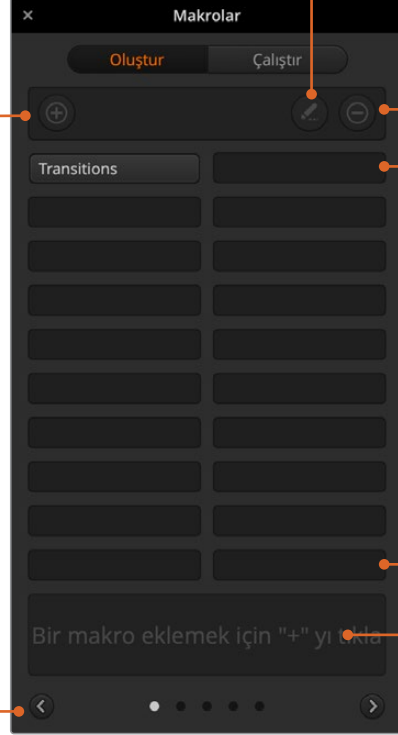 Makrolar
Oluştur
Çalıştır
Transitions
Bir makro eklemek için "+" yı tıkla